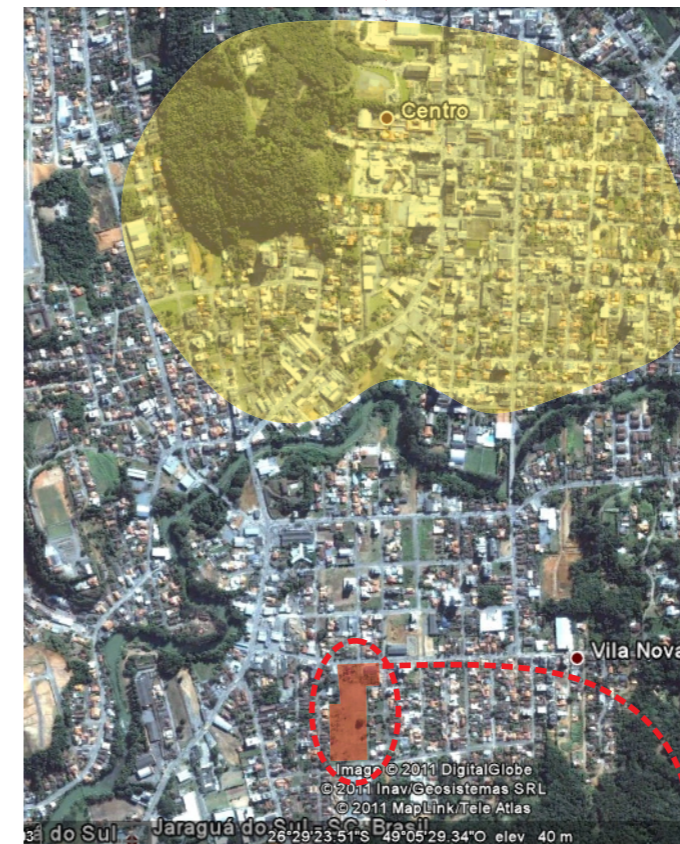 Centro
Vila Nova
Image © 2011 DigitalGlobe
© 2011 Inav/Geosistemas SRL
© 2011 MapLink/Tele Atlas
á do Sul
Jaraguá do Sul - SC, Brasil
26°29'23.51"S 49°05'29.34"O elev 40 m